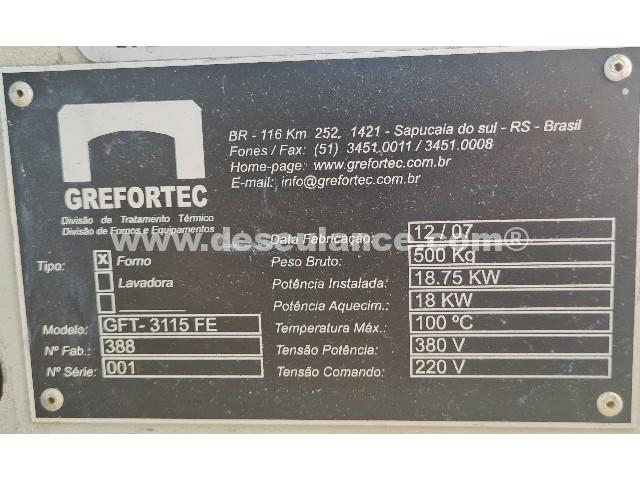 BR - 116 Km 252, 1421 - Sapucaia do sul - RS - Brasil
Fones / Fax: (51) 3451.0011 / 3451.0008
Home-page: www.grefortec.com.br
E-mail: info@grefortec.com.br
GREFORTEC
Divisão de Tratamento Térmico
Divisão de Fornos e Equipamentos
www.desculance.com®
Tipo: X Forno
Lavadora
Modelo: GFT- 3115 FE
Nº Fab.: 388
Nº Série: 001
Data Fabricação: 12 / 07
Peso Bruto: 500 Kg
Potência Instalada: 18.75 KW
Potência Aquecim.: 18 KW
Temperatura Máx.: 100 ºC
Tensão Potência: 380 V
Tensão Comando: 220 V